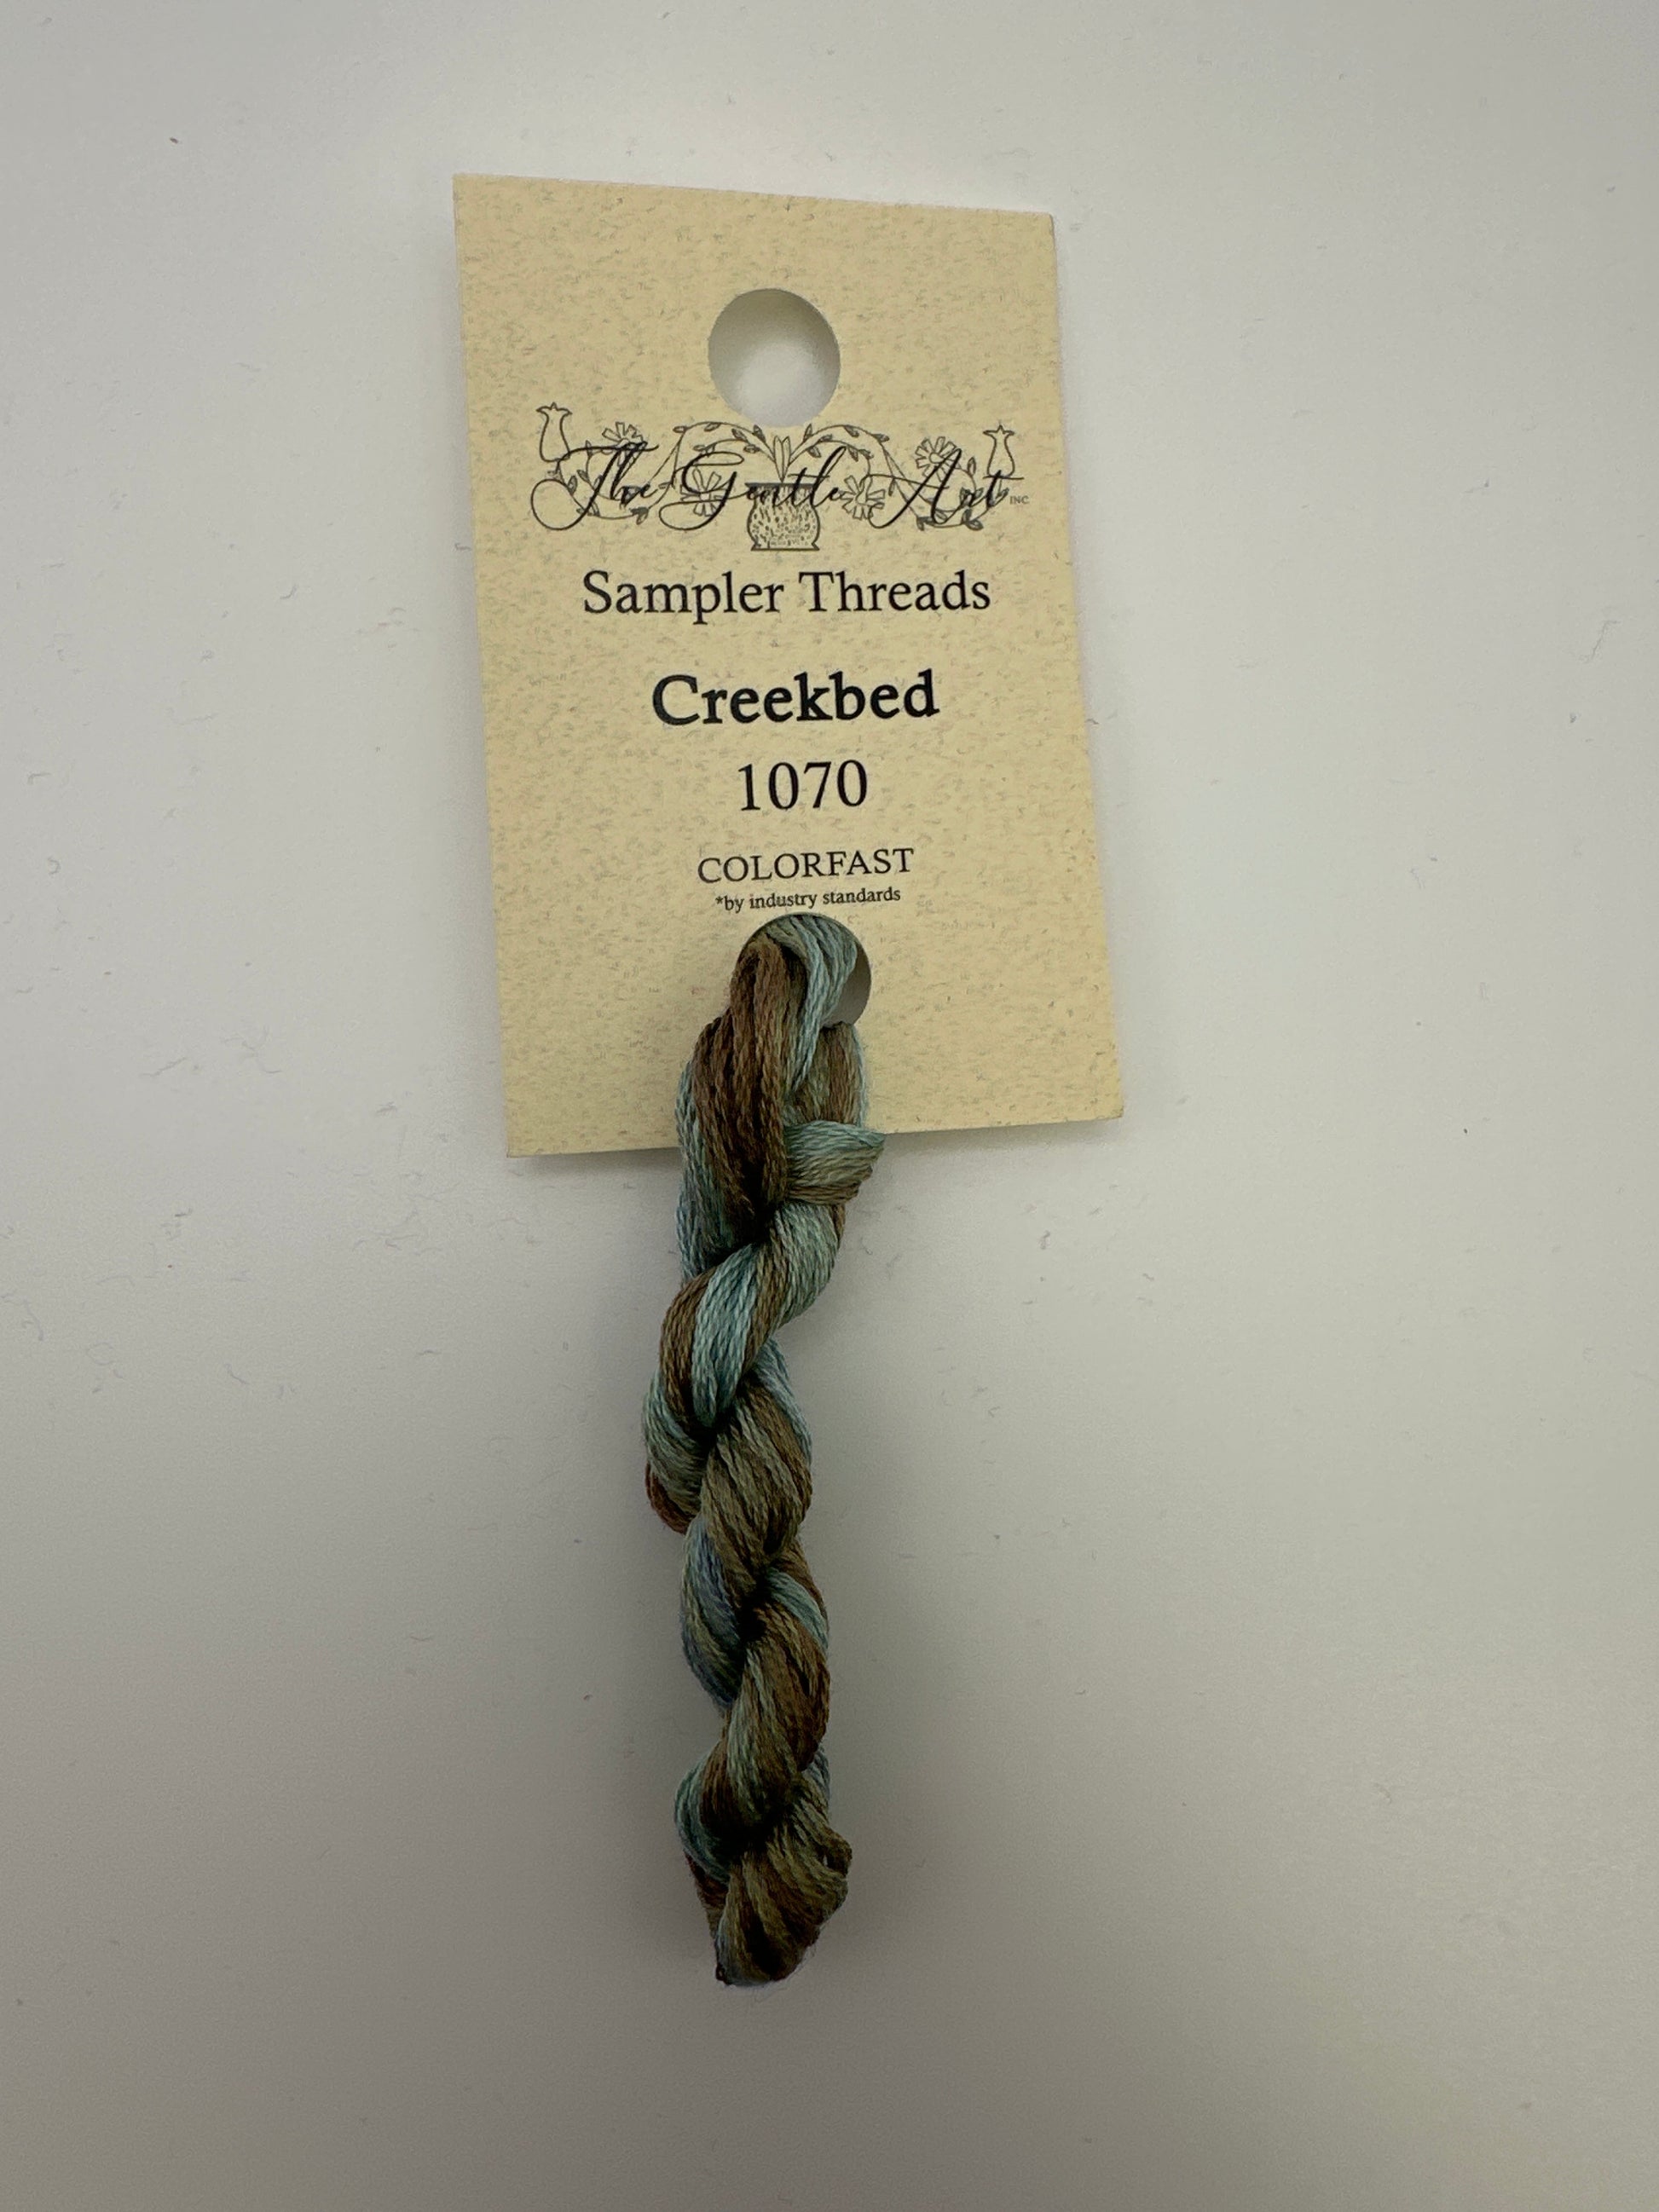 The Gentle Art INC.
Sampler Threads
Creekbed
1070
COLORFAST
*by industry standards